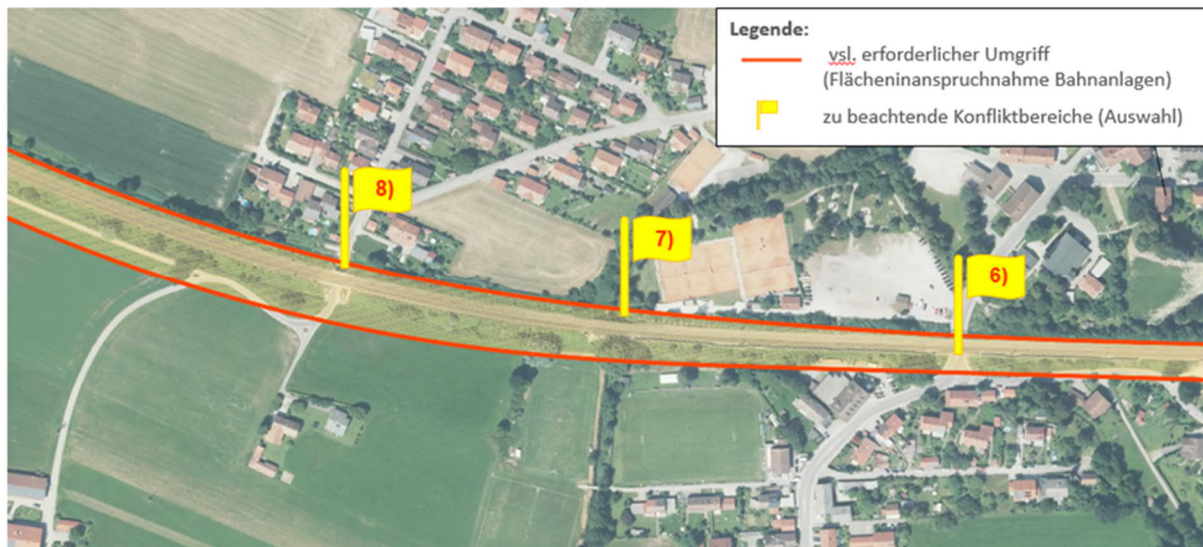 Legende:
vsl. erforderlicher Umgriff
(Flächeninanspruchnahme Bahnanlagen)
zu beachtende Konfliktbereiche (Auswahl)
8)
7)
6)